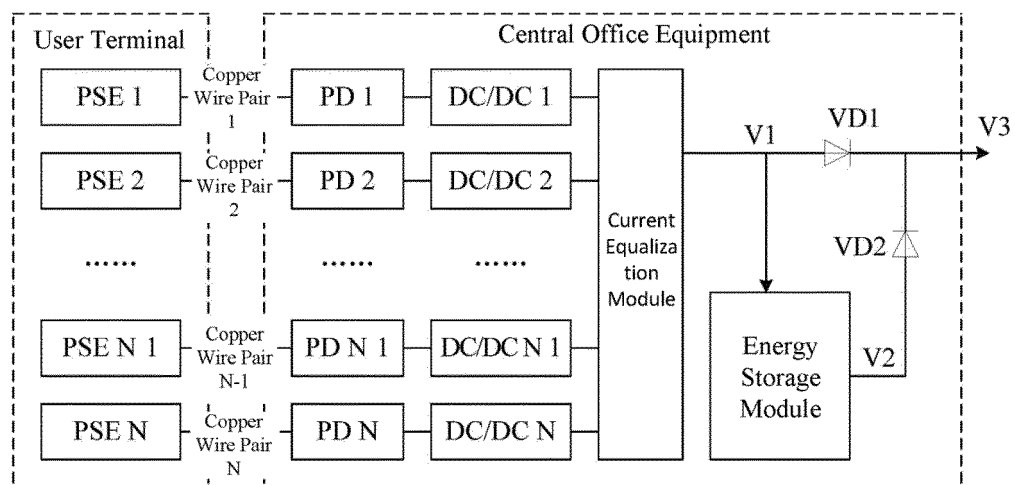 User Terminal
Central Office Equipment
PSE 1
Copper
Wire Pair
1
PD 1
DC/DC 1
PSE 2
Copper
Wire Pair
2
PD 2
DC/DC 2
......
......
......
PSE N 1
Copper
Wire Pair
N-1
PD N 1
DC/DC N 1
PSE N
Copper
Wire Pair
N
PD N
DC/DC N
Current
Equaliza
tion
Module
V1
VD1
V3
VD2
Energy
Storage
Module
V2